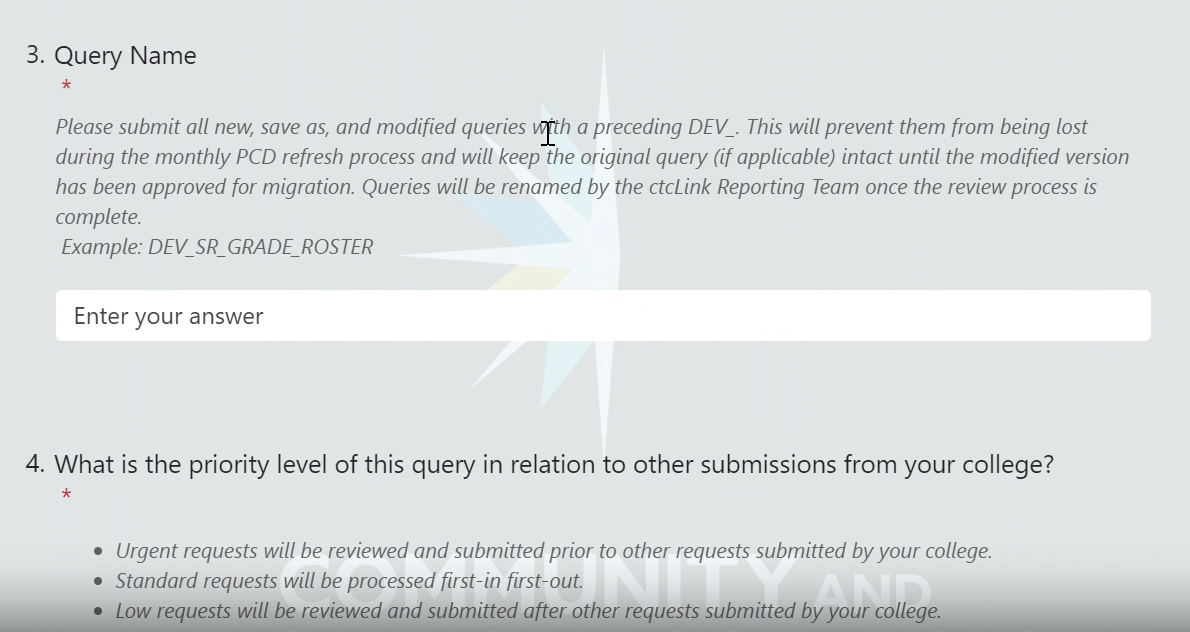 3. Query Name
*
Please submit all new, save as, and modified queries with a preceding DEV_. This will prevent them from being lost
during the monthly PCD refresh process and will keep the original query (if applicable) intact until the modified version
has been approved for migration. Queries will be renamed by the ctcLink Reporting Team once the review process is
complete.
Example: DEV_SR_GRADE_ROSTER
Enter your answer
4. What is the priority level of this query in relation to other submissions from your college?
*
• Urgent requests will be reviewed and submitted prior to other requests submitted by your college.
• Standard requests will be processed first-in first-out.
• Low requests will be reviewed and submitted after other requests submitted by your college.
COMMUNITY AND